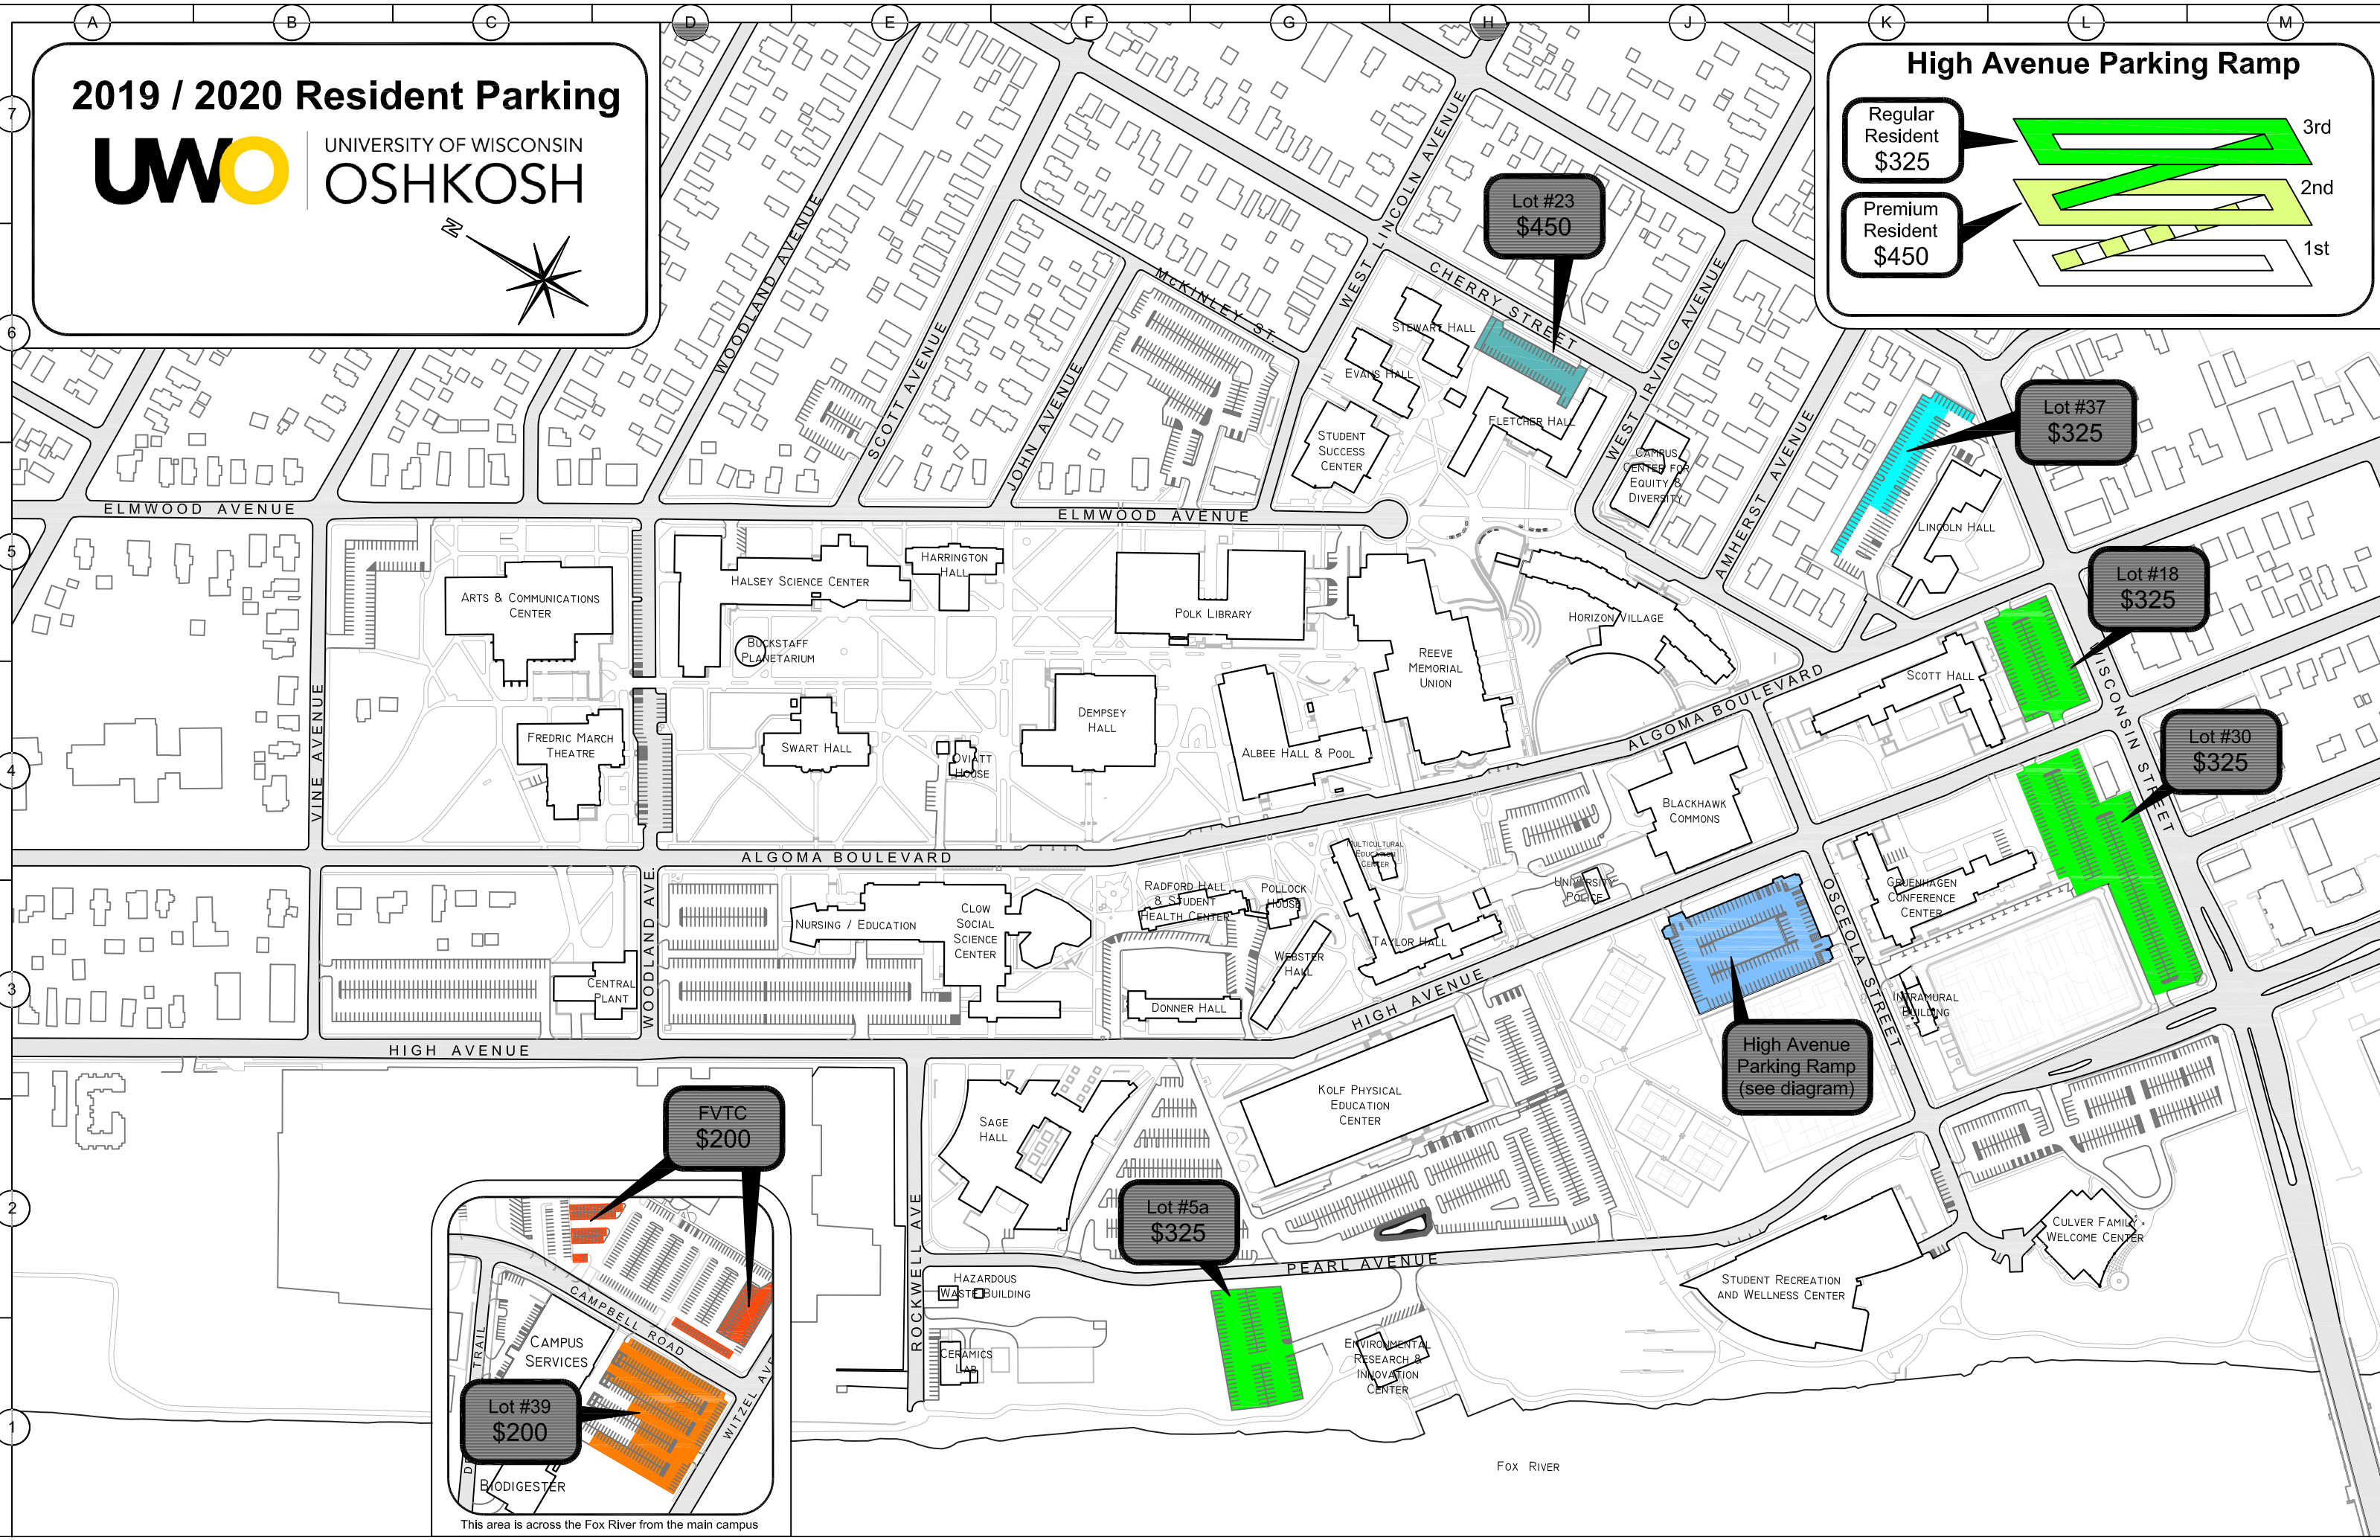 A
B
C
D
E
F
G
H
J
K
L
M
7
6
5
4
3
2
1
2019 / 2020 Resident Parking
UWO
UNIVERSITY OF WISCONSIN
OSHKOSH
N
High Avenue Parking Ramp
Regular
Resident
$325
Premium
Resident
$450
3rd
2nd
1st
Lot #23
$450
Lot #37
$325
Lot #18
$325
Lot #30
$325
High Avenue
Parking Ramp
(see diagram)
Lot #5a
$325
FVTC
$200
Lot #39
$200
WOODLAND AVENUE
SCOTT AVENUE
JOHN AVENUE
McKINLEY ST.
WEST LINCOLN AVENUE
CHERRY STREET
WEST IRVING AVENUE
AMHERST AVENUE
ELMWOOD AVENUE
ELMWOOD AVENUE
VINE AVENUE
ALGOMA BOULEVARD
ALGOMA BOULEVARD
WISCONSIN STREET
OSCEOLA STREET
WOODLAND AVE.
HIGH AVENUE
HIGH AVENUE
ROCKWELL AVE
PEARL AVENUE
STEWART HALL
EVANS HALL
FLETCHER HALL
STUDENT
SUCCESS
CENTER
CAMPUS
CENTER FOR
EQUITY &
DIVERSITY
LINCOLN HALL
ARTS & COMMUNICATIONS
CENTER
HALSEY SCIENCE CENTER
HARRINGTON
HALL
BUCKSTAFF
PLANETARIUM
POLK LIBRARY
REEVE
MEMORIAL
UNION
HORIZON VILLAGE
SCOTT HALL
FREDRIC MARCH
THEATRE
SWART HALL
OVIATT
HOUSE
DEMPSEY
HALL
ALBEE HALL & POOL
BLACKHAWK
COMMONS
MULTICULTURAL
EDUCATION
CENTER
UNIVERSITY
POLICE
GRUENHAGEN
CONFERENCE
CENTER
INTRAMURAL
BUILDING
RADFORD HALL
& STUDENT
HEALTH CENTER
POLLOCK
HOUSE
WEBSTER
HALL
TAYLOR HALL
DONNER HALL
NURSING / EDUCATION
CLOW
SOCIAL
SCIENCE
CENTER
CENTRAL
PLANT
SAGE
HALL
KOLF PHYSICAL
EDUCATION
CENTER
HAZARDOUS
WASTE BUILDING
CERAMICS
LAB
ENVIRONMENTAL
RESEARCH &
INNOVATION
CENTER
STUDENT RECREATION
AND WELLNESS CENTER
CULVER FAMILY
WELCOME CENTER
FOX RIVER
CAMPBELL ROAD
CAMPUS
SERVICES
TRAIL
WITZEL AVE
BIODIGESTER
This area is across the Fox River from the main campus